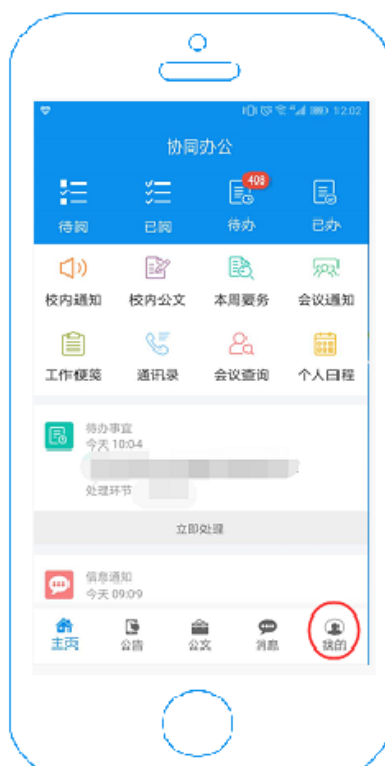 12:02
协同办公
408
待阅 已阅 待办 已办
校内通知 校内公文 本周要务 会议通知
工作便笺 通讯录 会议查询 个人日程
待办事宜
今天 10:04
处理环节
立即处理
信息通知
今天 09:09
主页 公告 公文 消息 我的